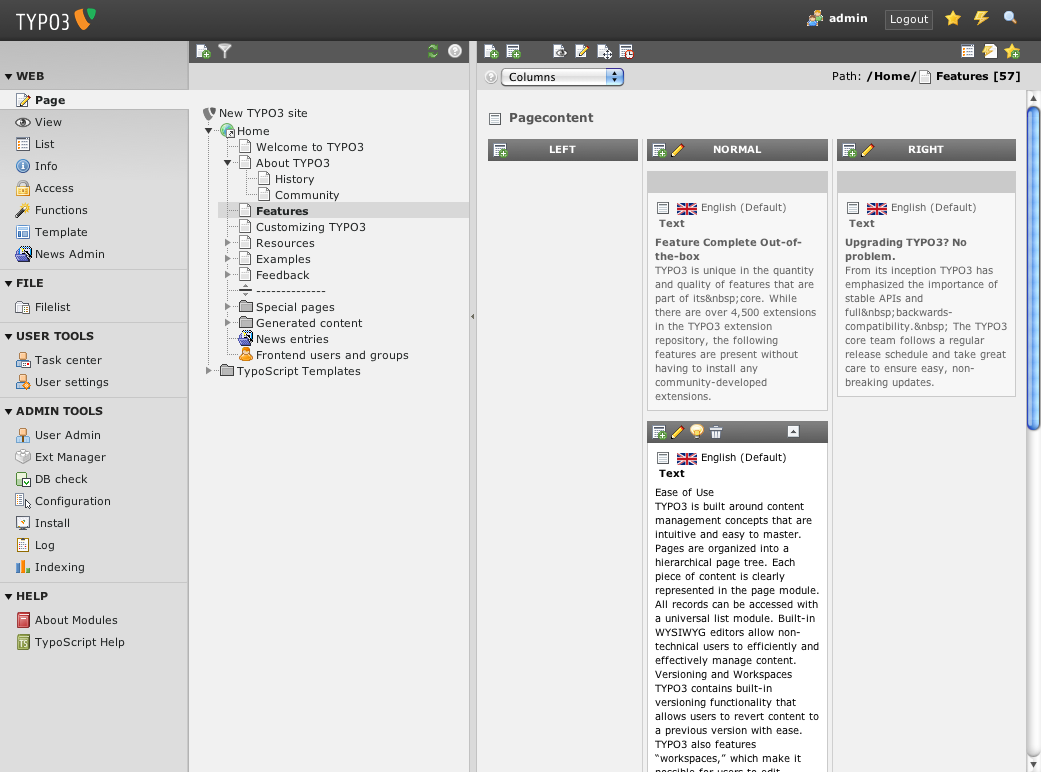 TYPO3
admin
Logout
WEB
Page
View
List
Info
Access
Functions
Template
News Admin
FILE
Filelist
USER TOOLS
Task center
User settings
ADMIN TOOLS
User Admin
Ext Manager
DB check
Configuration
Install
Log
Indexing
HELP
About Modules
TypoScript Help
New TYPO3 site
Home
Welcome to TYPO3
About TYPO3
History
Community
Features
Customizing TYPO3
Resources
Examples
Feedback
--------------
Special pages
Generated content
News entries
Frontend users and groups
TypoScript Templates
Columns
Path: /Home/ Features [57]
Pagecontent
LEFT
NORMAL
English (Default)
Text
Feature Complete Out-of-
the-box
TYPO3 is unique in the quantity
and quality of features that are
part of its&nbsp;core. While
there are over 4,500 extensions
in the TYPO3 extension
repository, the following
features are present without
having to install any
community-developed
extensions.
English (Default)
Text
Ease of Use
TYPO3 is built around content
management concepts that are
intuitive and easy to master.
Pages are organized into a
hierarchical page tree. Each
piece of content is clearly
represented in the page module.
All records can be accessed with
a universal list module. Built-in
WYSIWYG editors allow non-
technical users to efficiently and
effectively manage content.
Versioning and Workspaces
TYPO3 contains built-in
versioning functionality that
allows users to revert content to
a previous version with ease.
TYPO3 also features
“workspaces,” which make it
possible for users to edit
RIGHT
English (Default)
Text
Upgrading TYPO3? No
problem.
From its inception TYPO3 has
emphasized the importance of
stable APIs and
full&nbsp;backwards-
compatibility.&nbsp; The TYPO3
core team follows a regular
release schedule and take great
care to ensure easy, non-
breaking updates.